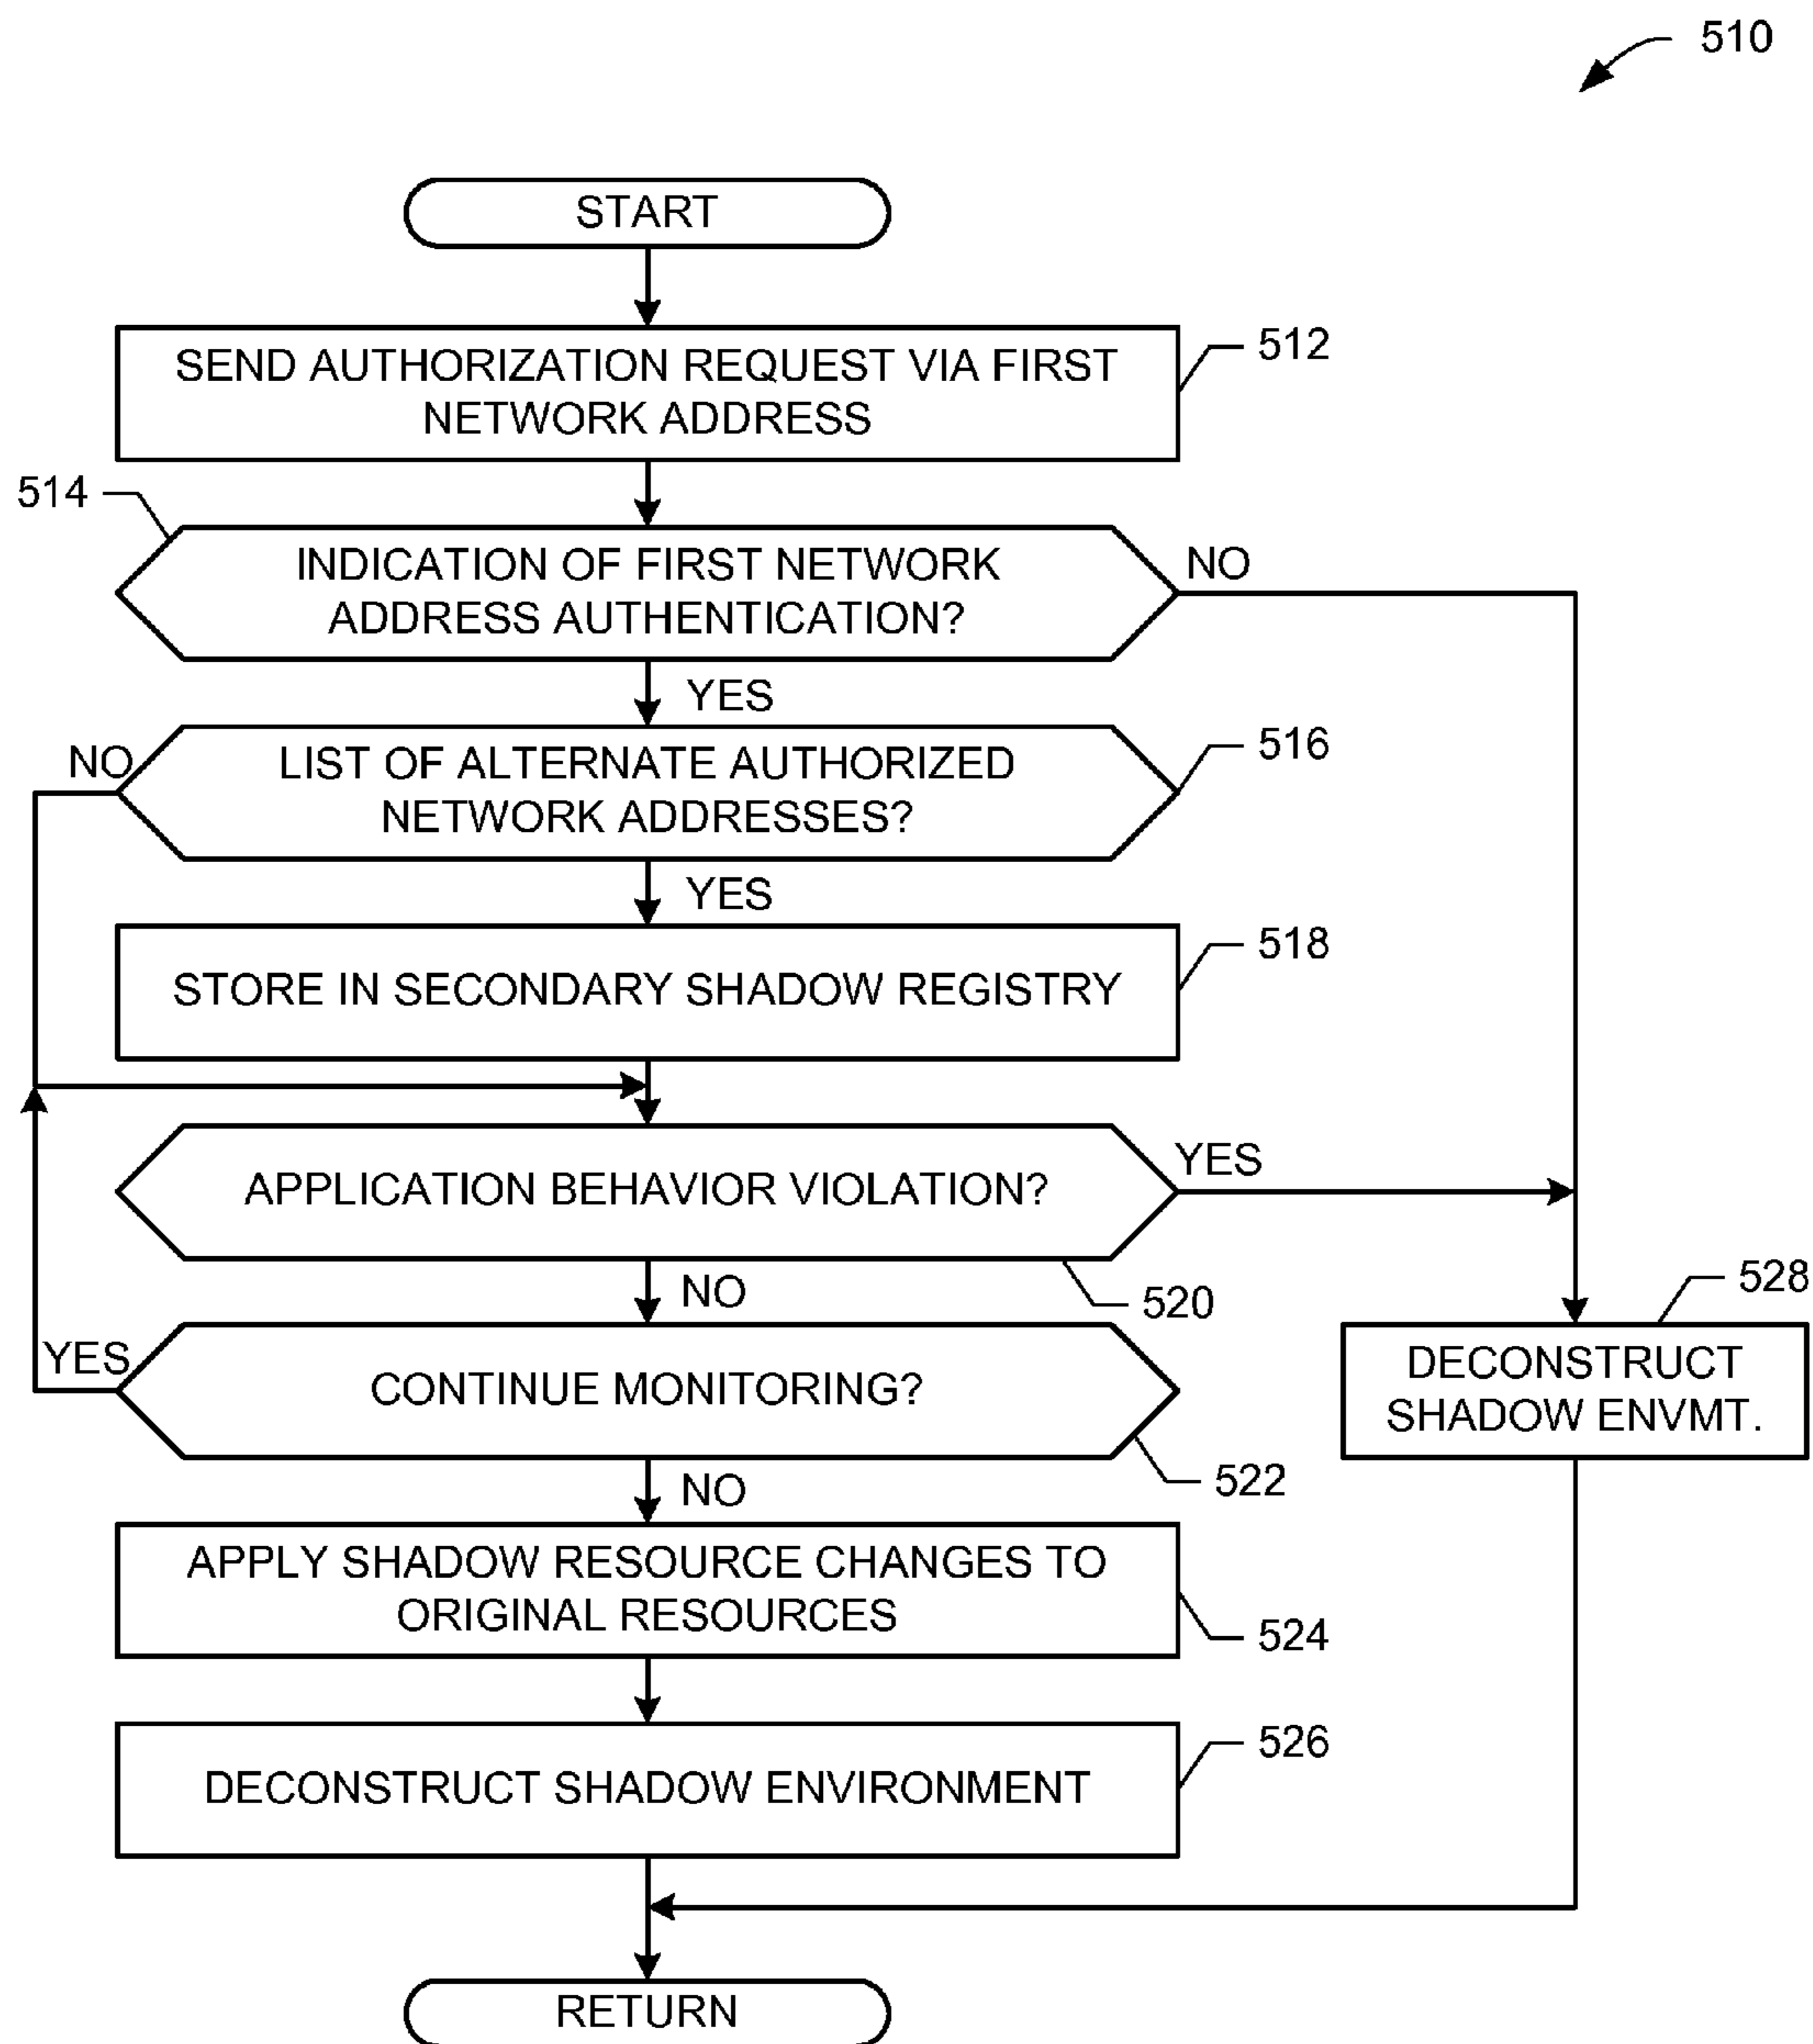 510
START
SEND AUTHORIZATION REQUEST VIA FIRST
NETWORK ADDRESS
512
514
INDICATION OF FIRST NETWORK
ADDRESS AUTHENTICATION?
NO
YES
NO
LIST OF ALTERNATE AUTHORIZED
NETWORK ADDRESSES?
516
YES
STORE IN SECONDARY SHADOW REGISTRY
518
APPLICATION BEHAVIOR VIOLATION?
YES
520
NO
YES
CONTINUE MONITORING?
522
528
DECONSTRUCT
SHADOW ENVMT.
NO
APPLY SHADOW RESOURCE CHANGES TO
ORIGINAL RESOURCES
524
DECONSTRUCT SHADOW ENVIRONMENT
526
RETURN